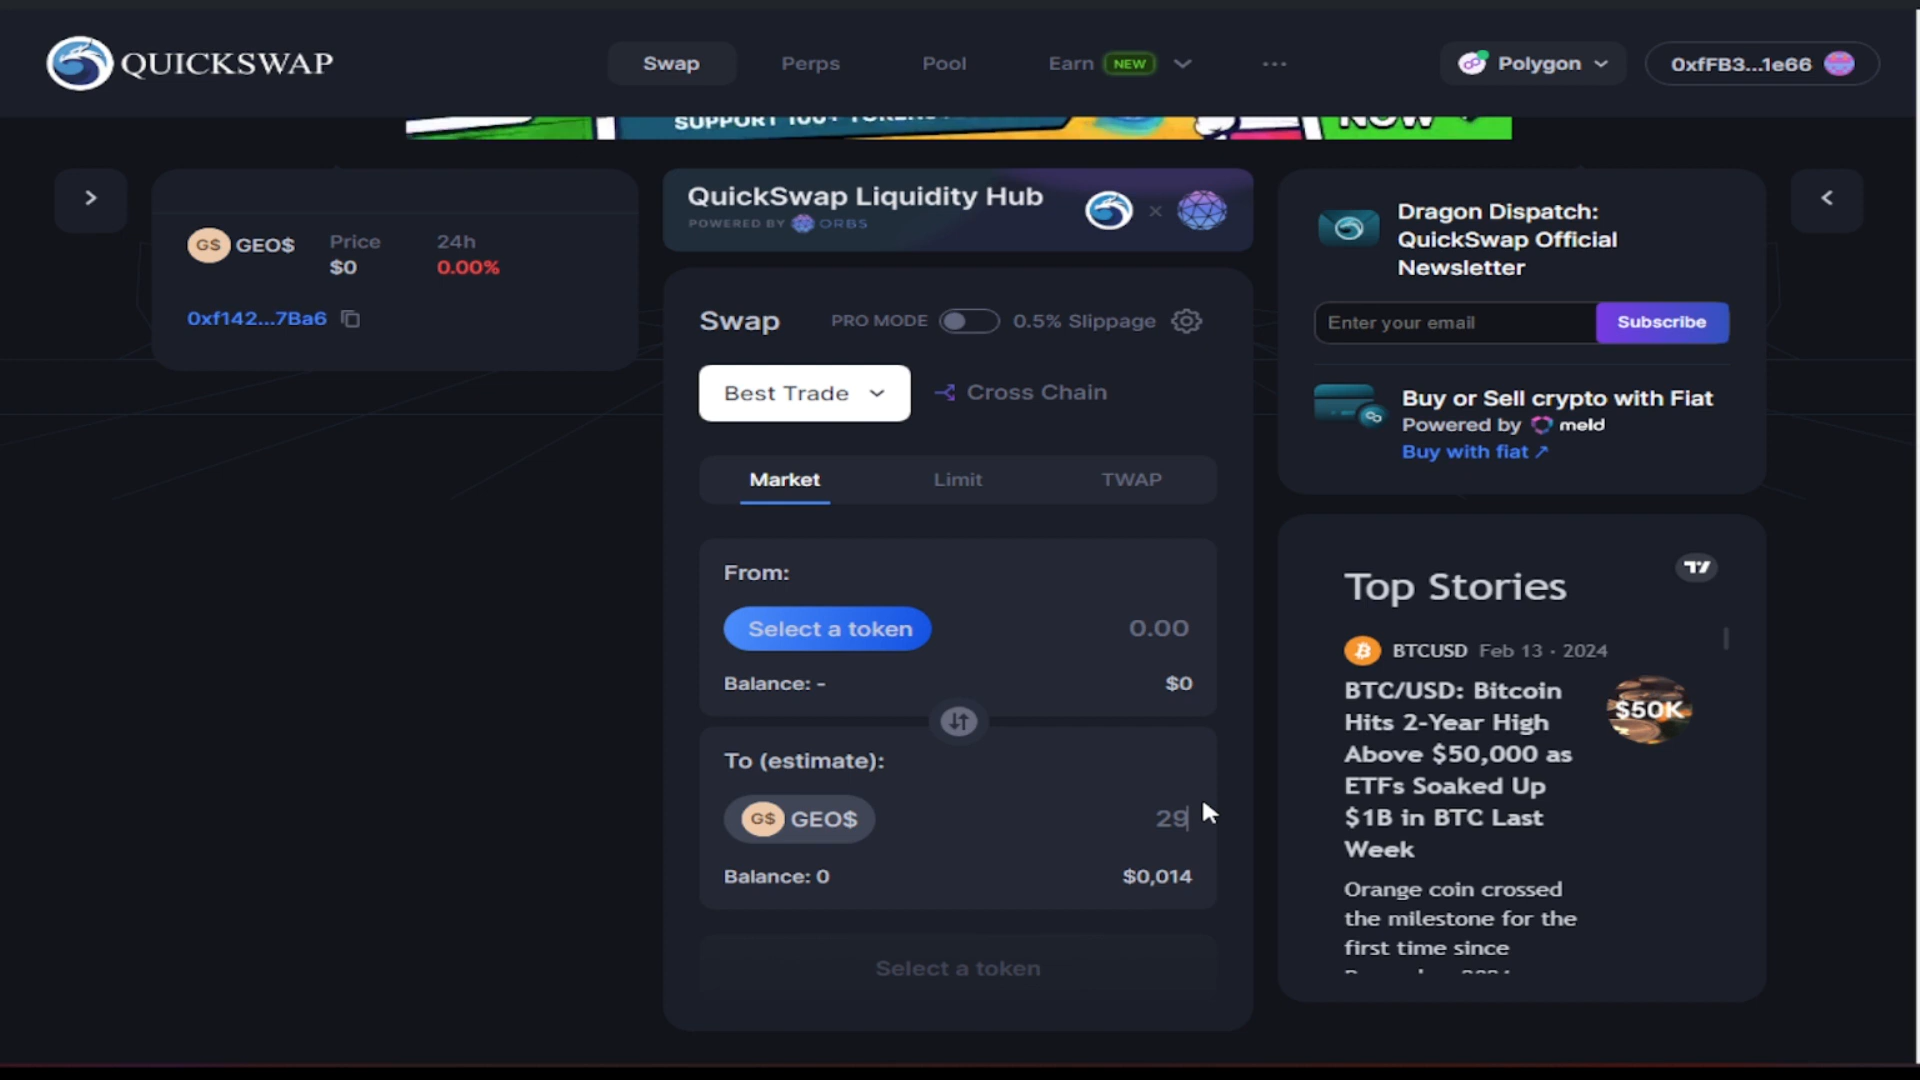 QUICKSWAP
Swap
Perps
Pool
Earn NEW
...
Polygon
0xfFB3...1e66
SUPPORT 100+ TOKENS
NOW
G$ GEO$
Price
$0
24h
0.00%
0xf142...7Ba6
QuickSwap Liquidity Hub
POWERED BY ORBS
Swap
PRO MODE
0.5% Slippage
Best Trade
Cross Chain
Market
Limit
TWAP
From:
Select a token
0.00
Balance: -
$0
To (estimate):
G$ GEO$
29
Balance: 0
$0,014
Select a token
Dragon Dispatch:
QuickSwap Official
Newsletter
Enter your email
Subscribe
Buy or Sell crypto with Fiat
Powered by meld
Buy with fiat ↗
Top Stories
BTCUSD Feb 13 · 2024
BTC/USD: Bitcoin
Hits 2-Year High
Above $50,000 as
ETFs Soaked Up
$1B in BTC Last
Week
$50K
Orange coin crossed
the milestone for the
first time since